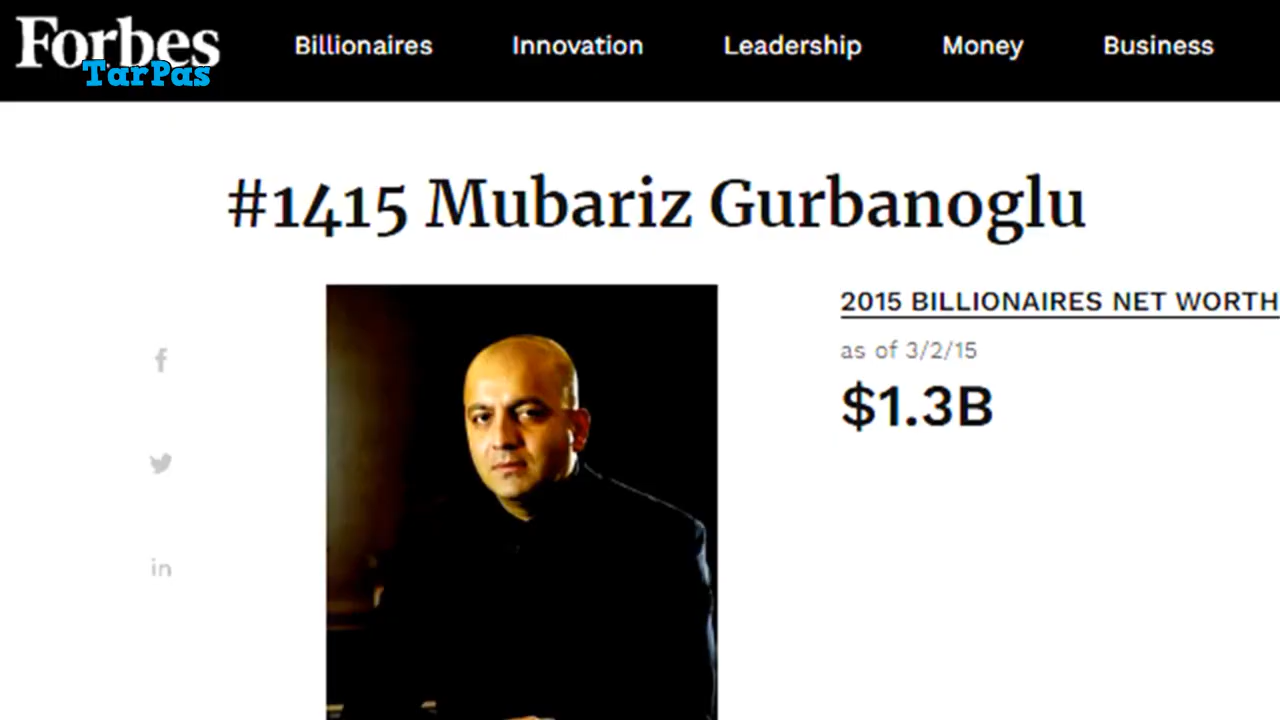 Forbes
TarPas
Billionaires Innovation Leadership Money Business
#1415 Mubariz Gurbanoglu
2015 BILLIONAIRES NET WORTH
as of 3/2/15
$1.3B
f
in